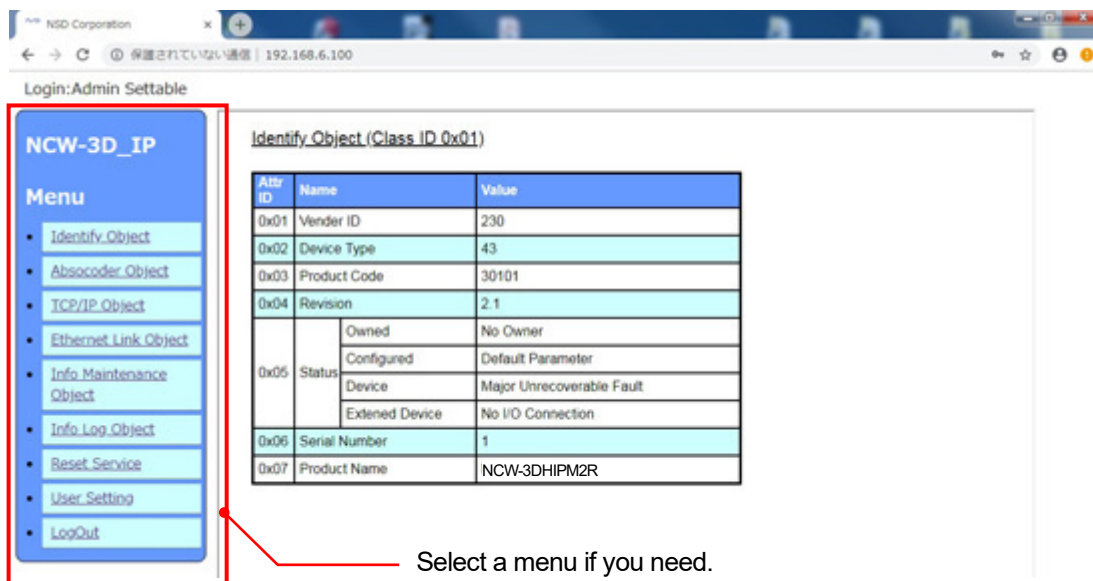 NSD Corporation
保護されていない通信 | 192.168.6.100
Login:Admin Settable
NCW-3D_IP
Menu
Identify Object
Absocoder Object
TCP/IP Object
Ethernet Link Object
Info Maintenance
Object
Info Log Object
Reset Service
User Setting
LogOut
Identify Object (Class ID 0x01)
Attr ID Name Value
0x01 Vender ID 230
0x02 Device Type 43
0x03 Product Code 30101
0x04 Revision 2.1
0x05 Status Owned No Owner
Configured Default Parameter
Device Major Unrecoverable Fault
Extened Device No I/O Connection
0x06 Serial Number 1
0x07 Product Name NCW-3DHIPM2R
Select a menu if you need.